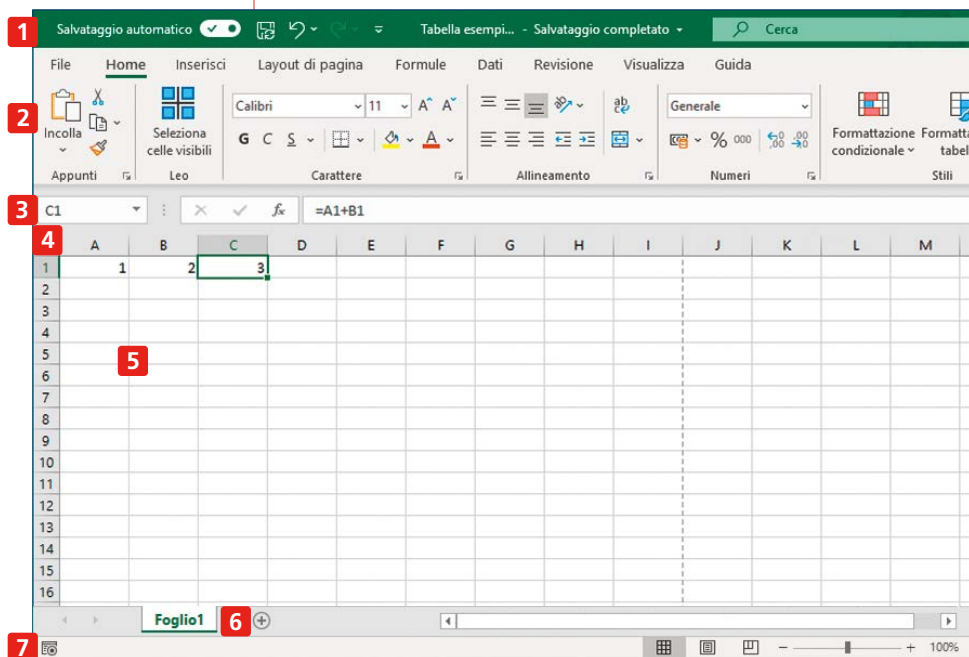 1 Salvataggio automatico Tabella esempi... - Salvataggio completato Cerca
File Home Inserisci Layout di pagina Formule Dati Revisione Visualizza Guida
2 Incolla Seleziona celle visibili Calibri 11 A A ab c Generale Formattazione condizionale Formatta tabel
G C S A % 000 ,00 ,0
Appunti Leo Carattere Allineamento Numeri Stili
3 C1 fx =A1+B1
4 A B C D E F G H I J K L M
1 1 2 3
2
3
4
5 5
6
7
8
9
10
11
12
13
14
15
16
Foglio1 6
7 100%